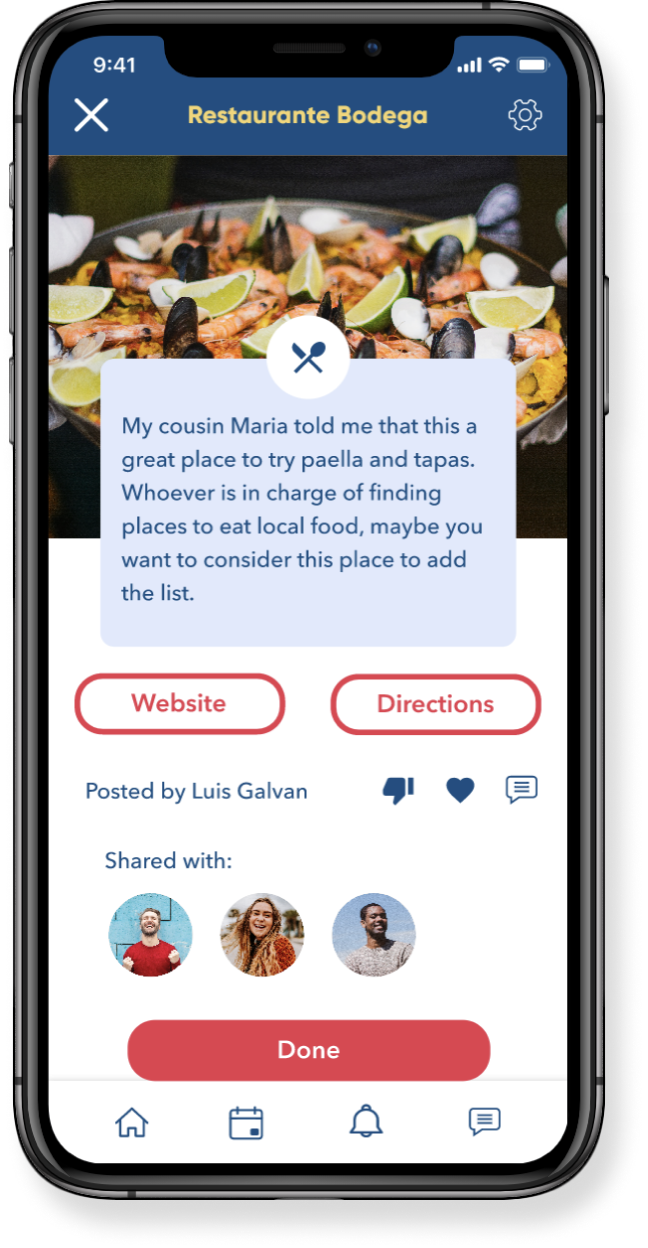 9:41
Restaurante Bodega
My cousin Maria told me that this a
great place to try paella and tapas.
Whoever is in charge of finding
places to eat local food, maybe you
want to consider this place to add
the list.
Website
Directions
Posted by Luis Galvan
Shared with:
Done